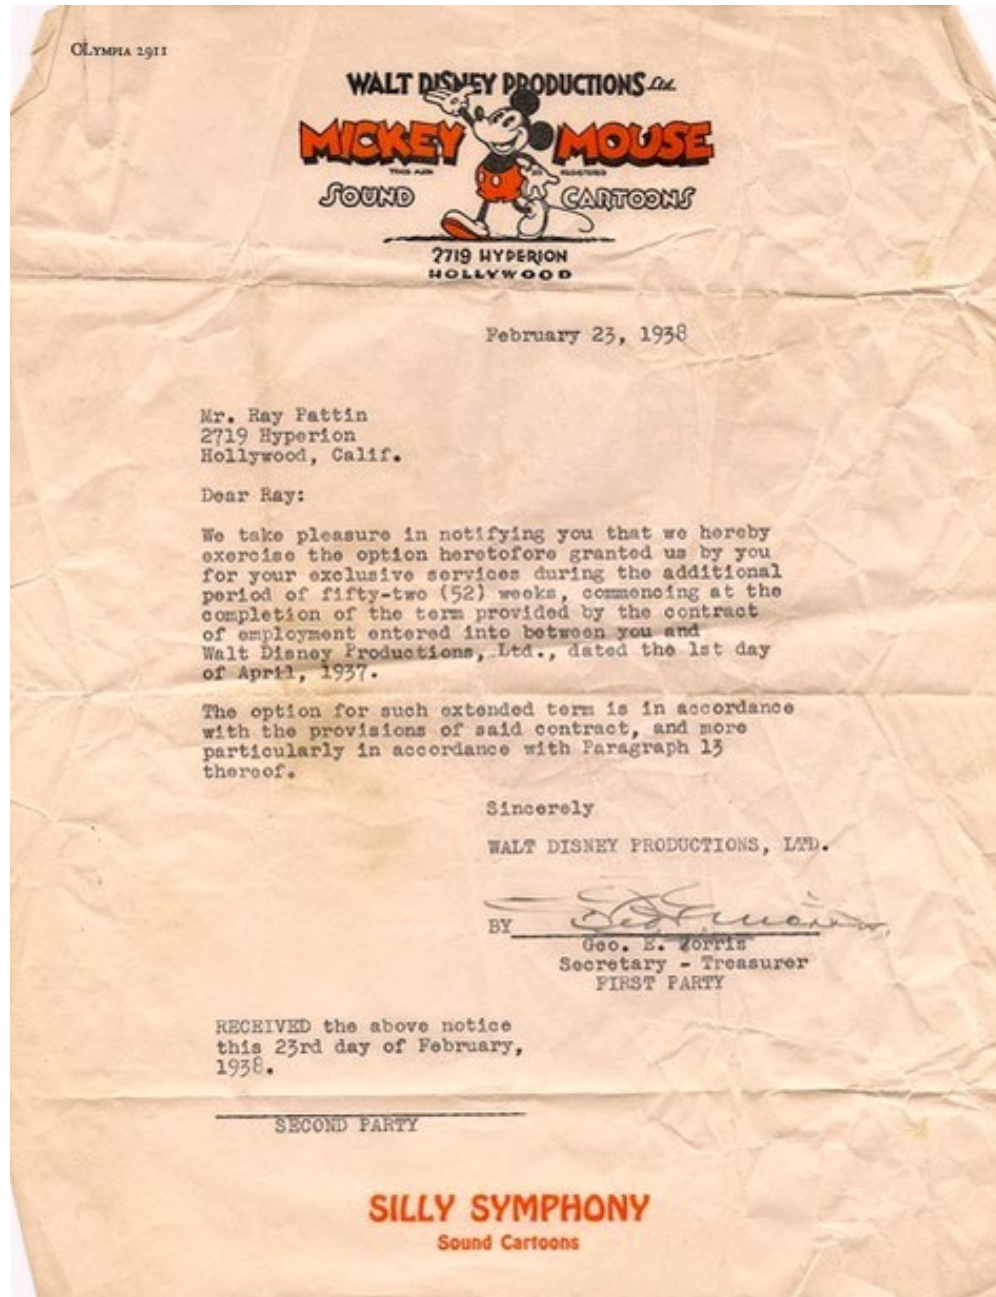 OLYMPIA 2911
WALT DISNEY PRODUCTIONS Ltd.
MICKEY MOUSE
TRADE MARK REGISTERED
SOUND CARTOONS
2719 HYPERION
HOLLYWOOD
February 23, 1938
Mr. Ray Pattin
2719 Hyperion
Hollywood, Calif.
Dear Ray:
We take pleasure in notifying you that we hereby
exercise the option heretofore granted us by you
for your exclusive services during the additional
period of fifty-two (52) weeks, commencing at the
completion of the term provided by the contract
of employment entered into between you and
Walt Disney Productions, Ltd., dated the 1st day
of April, 1937.
The option for such extended term is in accordance
with the provisions of said contract, and more
particularly in accordance with Paragraph 13
thereof.
Sincerely
WALT DISNEY PRODUCTIONS, LTD.
BY
Geo. E. Morris
Secretary - Treasurer
FIRST PARTY
RECEIVED the above notice
this 23rd day of February,
1938.
SECOND PARTY
SILLY SYMPHONY
Sound Cartoons